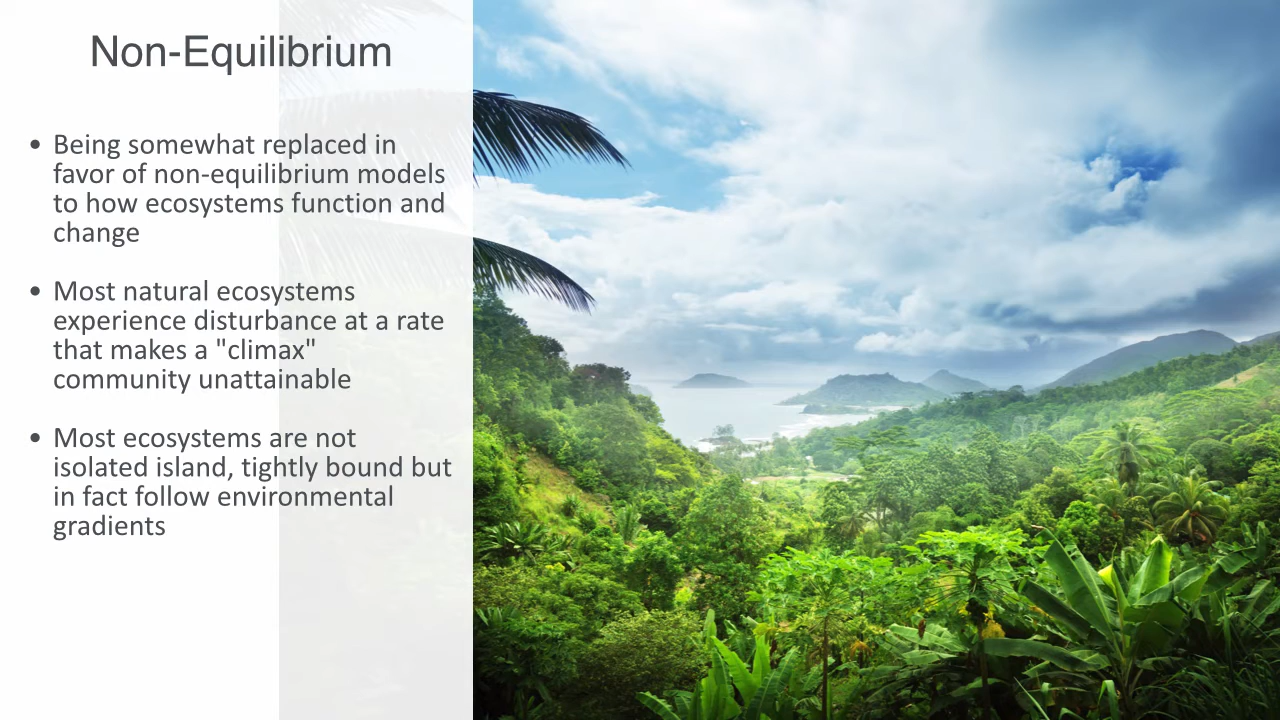 Non-Equilibrium
• Being somewhat replaced in
favor of non-equilibrium models
to how ecosystems function and
change
• Most natural ecosystems
experience disturbance at a rate
that makes a "climax"
community unattainable
• Most ecosystems are not
isolated island, tightly bound but
in fact follow environmental
gradients